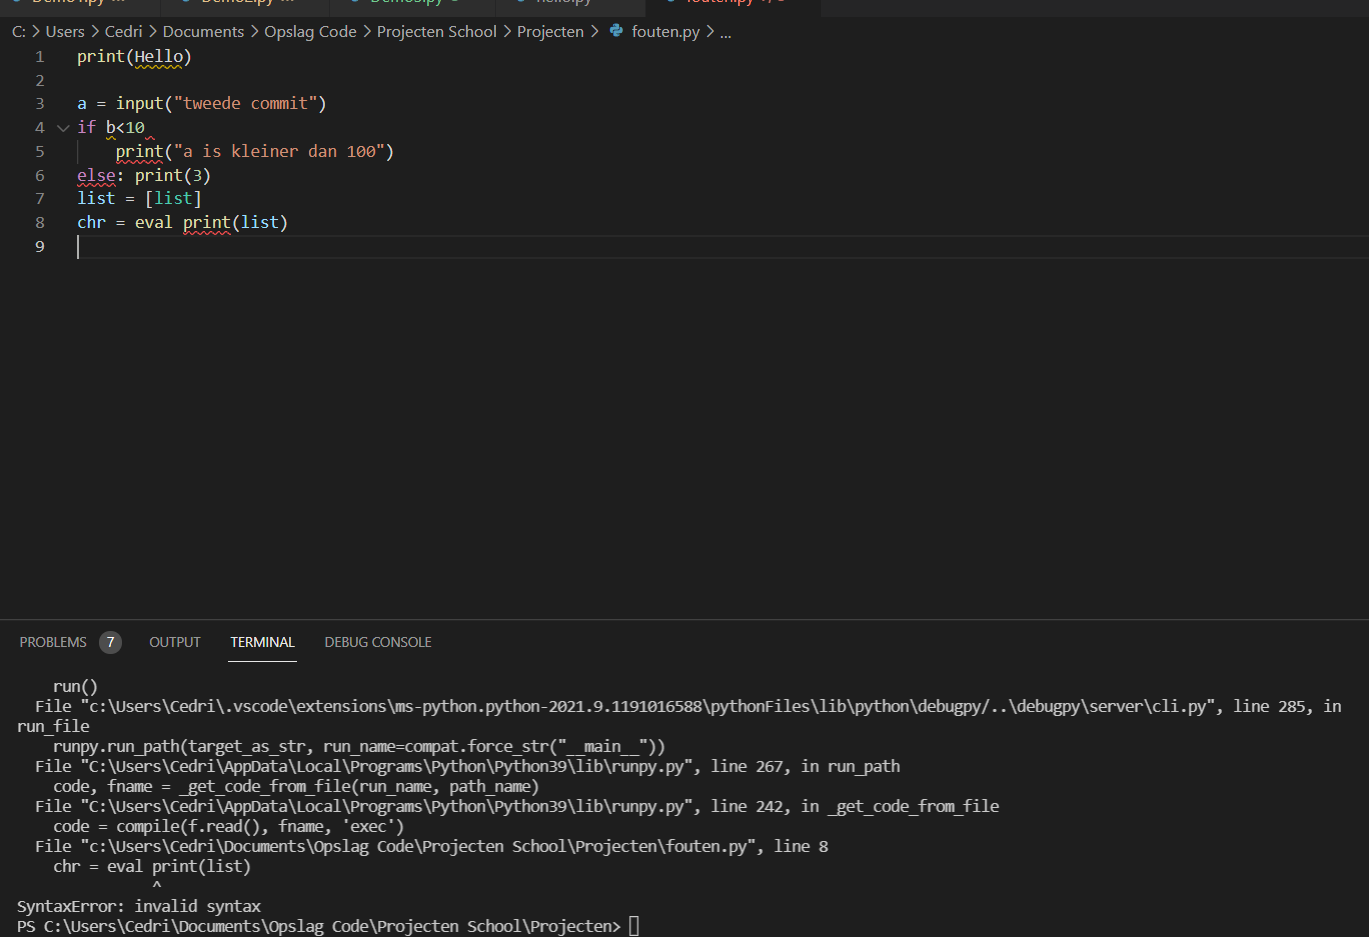 C: > Users > Cedri > Documents > Opslag Code > Projecten School > Projecten > fouten.py > ...
1 print(Hello)
2
3 a = input("tweede commit")
4 if b<10
5 print("a is kleiner dan 100")
6 else: print(3)
7 list = [list]
8 chr = eval print(list)
9
PROBLEMS 7 OUTPUT TERMINAL DEBUG CONSOLE
run()
File "c:\Users\Cedri\.vscode\extensions\ms-python.python-2021.9.1191016588\pythonFiles\lib\python\debugpy/..\debugpy\server\cli.py", line 285, in
run_file
runpy.run_path(target_as_str, run_name=compat.force_str("__main__"))
File "C:\Users\Cedri\AppData\Local\Programs\Python\Python39\lib\runpy.py", line 267, in run_path
code, fname = _get_code_from_file(run_name, path_name)
File "C:\Users\Cedri\AppData\Local\Programs\Python\Python39\lib\runpy.py", line 242, in _get_code_from_file
code = compile(f.read(), fname, 'exec')
File "c:\Users\Cedri\Documents\Opslag Code\Projecten School\Projecten\fouten.py", line 8
chr = eval print(list)
^
SyntaxError: invalid syntax
PS C:\Users\Cedri\Documents\Opslag Code\Projecten School\Projecten>